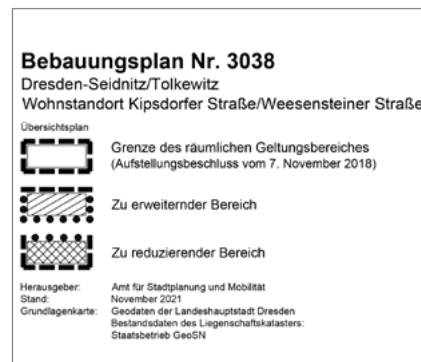 Bebauungsplan Nr. 3038
Dresden-Seidnitz/Tolkewitz
Wohnstandort Kipsdorfer Straße/Weesensteiner Straße
Übersichtsplan
Grenze des räumlichen Geltungsbereiches
(Aufstellungsbeschluss vom 7. November 2018)
Zu erweiternder Bereich
Zu reduzierender Bereich
Herausgeber: Amt für Stadtplanung und Mobilität
Stand: November 2021
Grundlagenkarte: Geodaten der Landeshauptstadt Dresden
Bestandsdaten des Liegenschaftskatasters:
Staatsbetrieb GeoSN